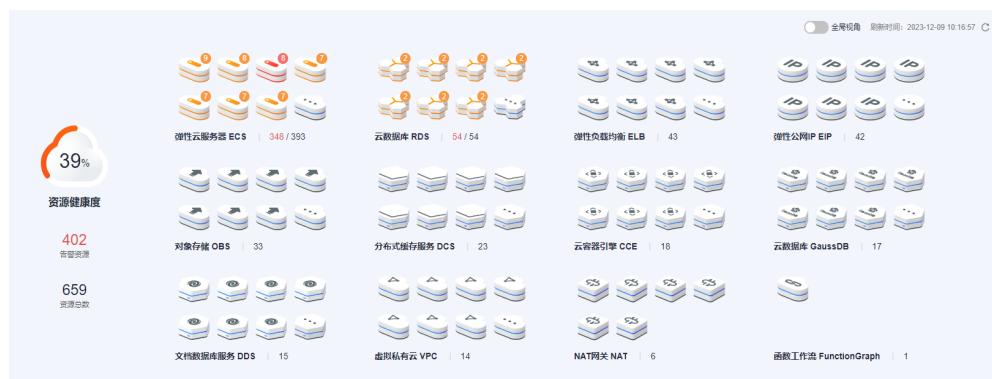 全局视角 刷新时间：2023-12-09 10:16:57
9 8 8 7
7 7 7
弹性云服务器 ECS | 348 / 393
2 2 2 2
2 2 2
云数据库 RDS | 54 / 54
弹性负载均衡 ELB | 43
IP IP IP IP
IP IP IP
弹性公网IP EIP | 42
39%
资源健康度
402
告警资源
659
资源总数
对象存储 OBS | 33
分布式缓存服务 DCS | 23
云容器引擎 CCE | 18
云数据库 GaussDB | 17
文档数据库服务 DDS | 15
虚拟私有云 VPC | 14
NAT网关 NAT | 6
函数工作流 FunctionGraph | 1